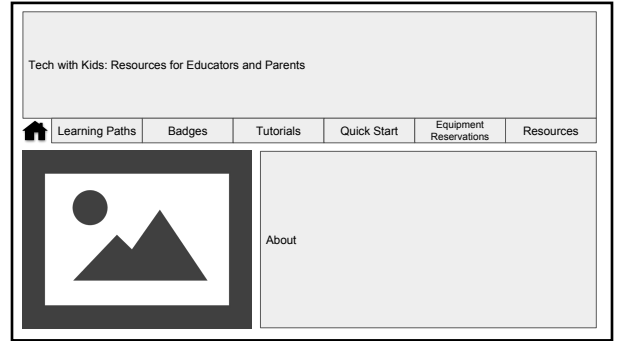 Tech with Kids: Resources for Educators and Parents
Learning Paths
Badges
Tutorials
Quick Start
Equipment
Reservations
Resources
About